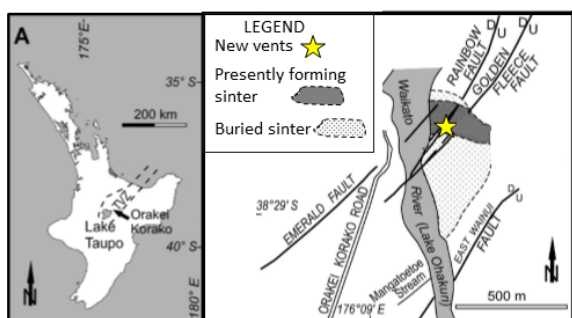 A
175°E
35° S
200 km
TVZ
Orakei
Korako
Lake
Taupo
40°S
180° E
N
LEGEND
New vents
Presently forming
sinter
Buried sinter
D
U
D
U
RAINBOW
FAULT
GOLDEN
FLEECE
FAULT
Waikato
River (Lake Ohakuri)
38°29' S
EMERALD FAULT
ORAKEI KORAKO ROAD
D
U
EAST WAINUI
FAULT
Mangatoetoe
Stream
176°09' E
N
500 m